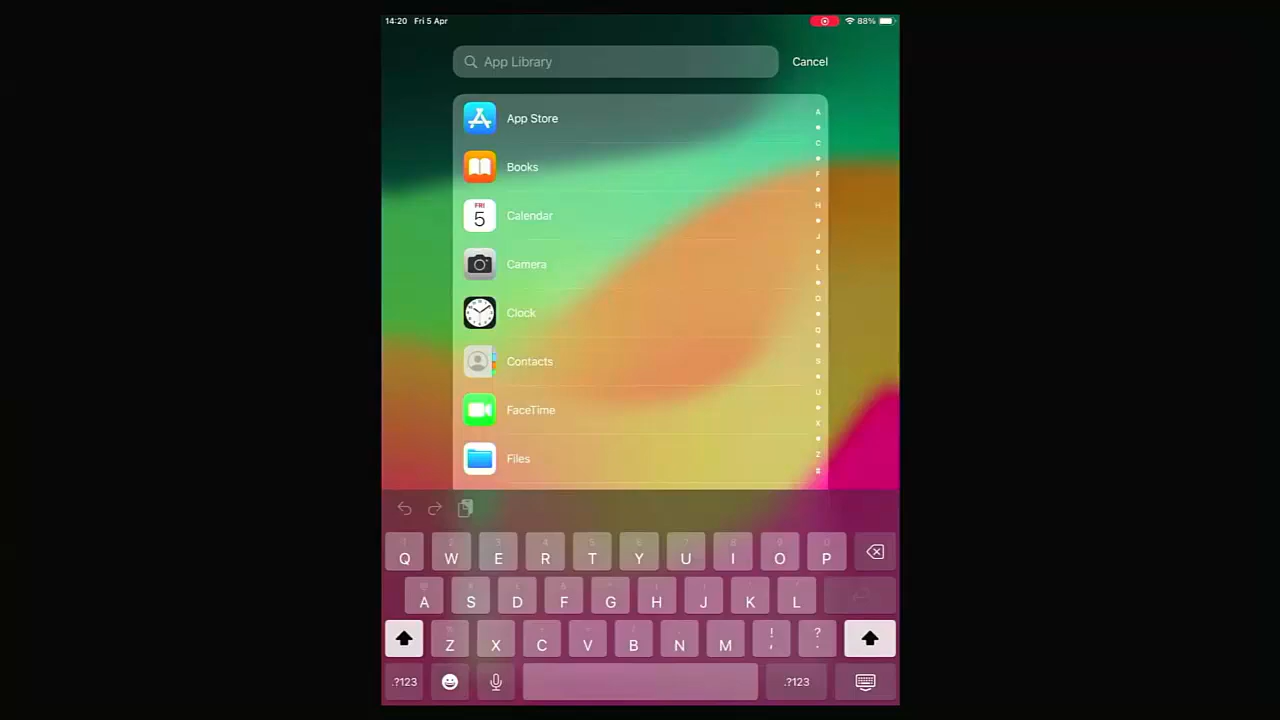 14:20 Fri 5 Apr 88%
App Library Cancel
App Store
Books
FRI
5
Calendar
Camera
Clock
Contacts
FaceTime
Files
A
C
F
H
J
L
O
Q
S
U
X
Z
#
Q W E R T Y U I O P
A S D F G H J K L
Z X C V B N M ! , ? .
.?123 .?123